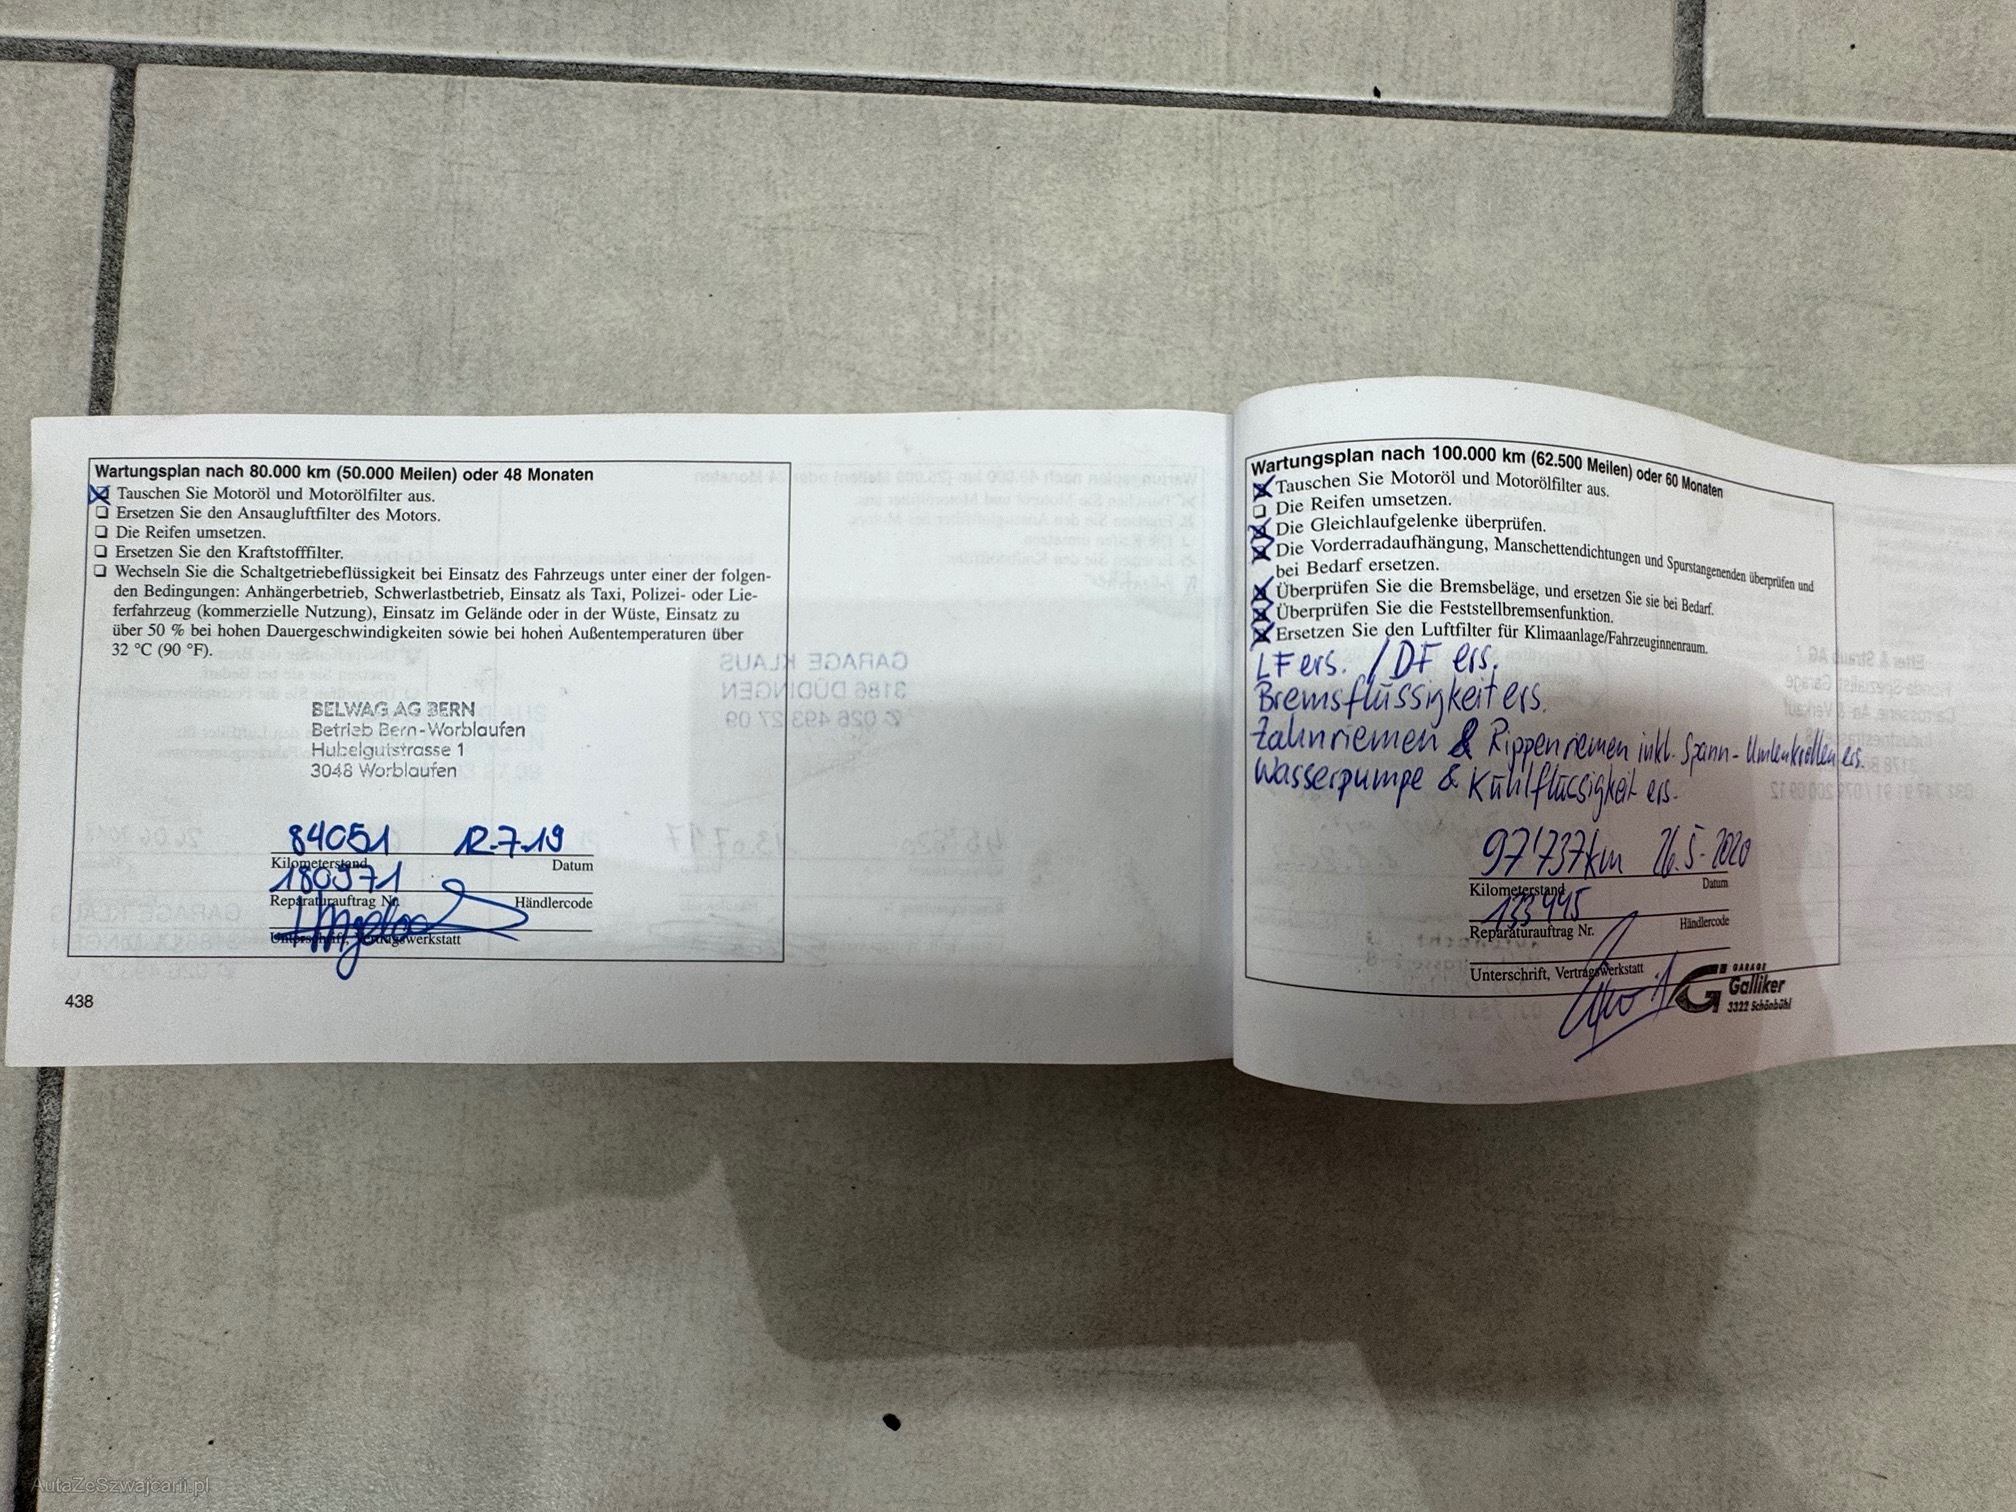 Wartungsplan nach 80.000 km (50.000 Meilen) oder 48 Monaten
Tauschen Sie Motoröl und Motorölfilter aus.
Ersetzen Sie den Ansaugluftfilter des Motors.
Die Reifen umsetzen.
Ersetzen Sie den Kraftstofffilter.
Wechseln Sie die Schaltgetriebeflüssigkeit bei Einsatz des Fahrzeugs unter einer der folgen-
den Bedingungen: Anhängerbetrieb, Schwerlastbetrieb, Einsatz als Taxi, Polizei- oder Lie-
ferfahrzeug (kommerzielle Nutzung), Einsatz im Gelände oder in der Wüste, Einsatz zu
über 50 % bei hohen Dauergeschwindigkeiten sowie bei hohen Außentemperaturen über
32 °C (90 °F).
BELWAG AG BERN
Betrieb Bern-Worblaufen
Hubelgutstrasse 1
3048 Worblaufen
84051 12.7.19
Kilometerstand Datum
180971
Reparaturauftrag Nr. Händlercode
Unterschrift, Vertragswerkstatt
438
Wartungsplan nach 100.000 km (62.500 Meilen) oder 60 Monaten
Tauschen Sie Motoröl und Motorölfilter aus.
Die Reifen umsetzen.
Die Gleichlaufgelenke überprüfen.
Die Vorderradaufhängung, Manschettendichtungen und Spurstangenenden überprüfen und
bei Bedarf ersetzen.
Überprüfen Sie die Bremsbeläge, und ersetzen Sie sie bei Bedarf.
Überprüfen Sie die Feststellbremsenfunktion.
Ersetzen Sie den Luftfilter für Klimaanlage/Fahrzeuginnenraum.
LF ers. / DF ers.
Bremsflüssigkeit ers.
Zahnriemen & Rippenriemen inkl. Spann- Umlenkrollen ers.
Wasserpumpe & Kühlflüssigkeit ers.
97'737km 26.5-2020
Kilometerstand Datum
133445
Reparaturauftrag Nr. Händlercode
Unterschrift, Vertragswerkstatt
GARAGE
Galliker
3322 Schönbühl
AutaZeSzwajcarii.pl